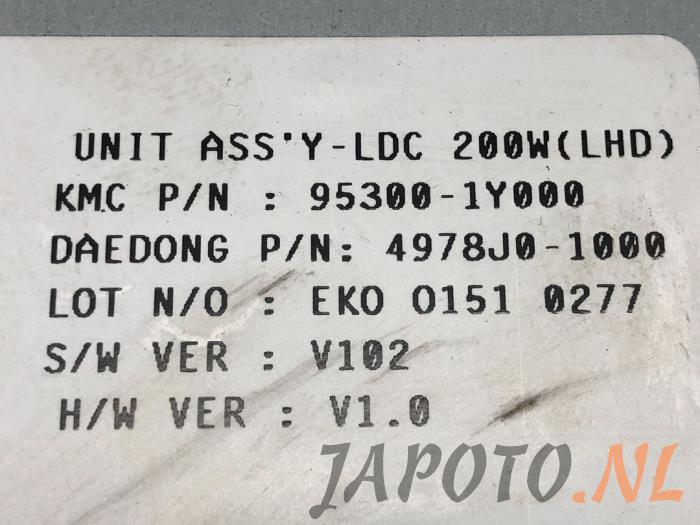 UNIT ASS'Y-LDC 200W(LHD)
KMC P/N : 95300-1Y000
DAEDONG P/N: 4978J0-1000
LOT N/O : EKO O151 0277
S/W VER : V102
H/W VER : V1.0
JAPOTO.NL